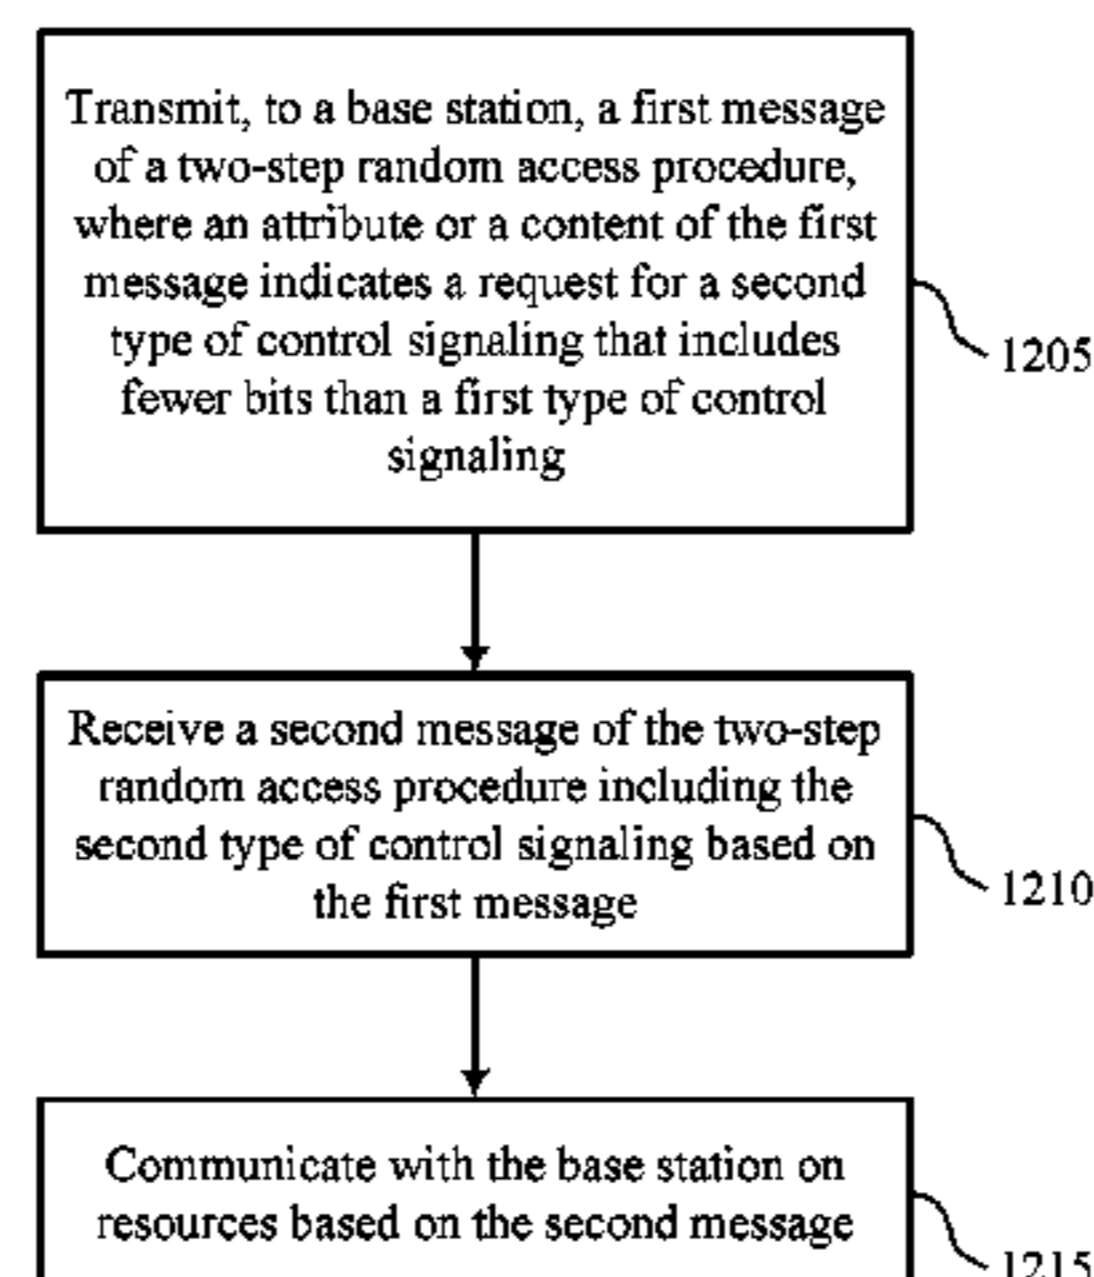 Transmit, to a base station, a first message
of a two-step random access procedure,
where an attribute or a content of the first
message indicates a request for a second
type of control signaling that includes
fewer bits than a first type of control
signaling
1205
Receive a second message of the two-step
random access procedure including the
second type of control signaling based on
the first message
1210
Communicate with the base station on
resources based on the second message
1215